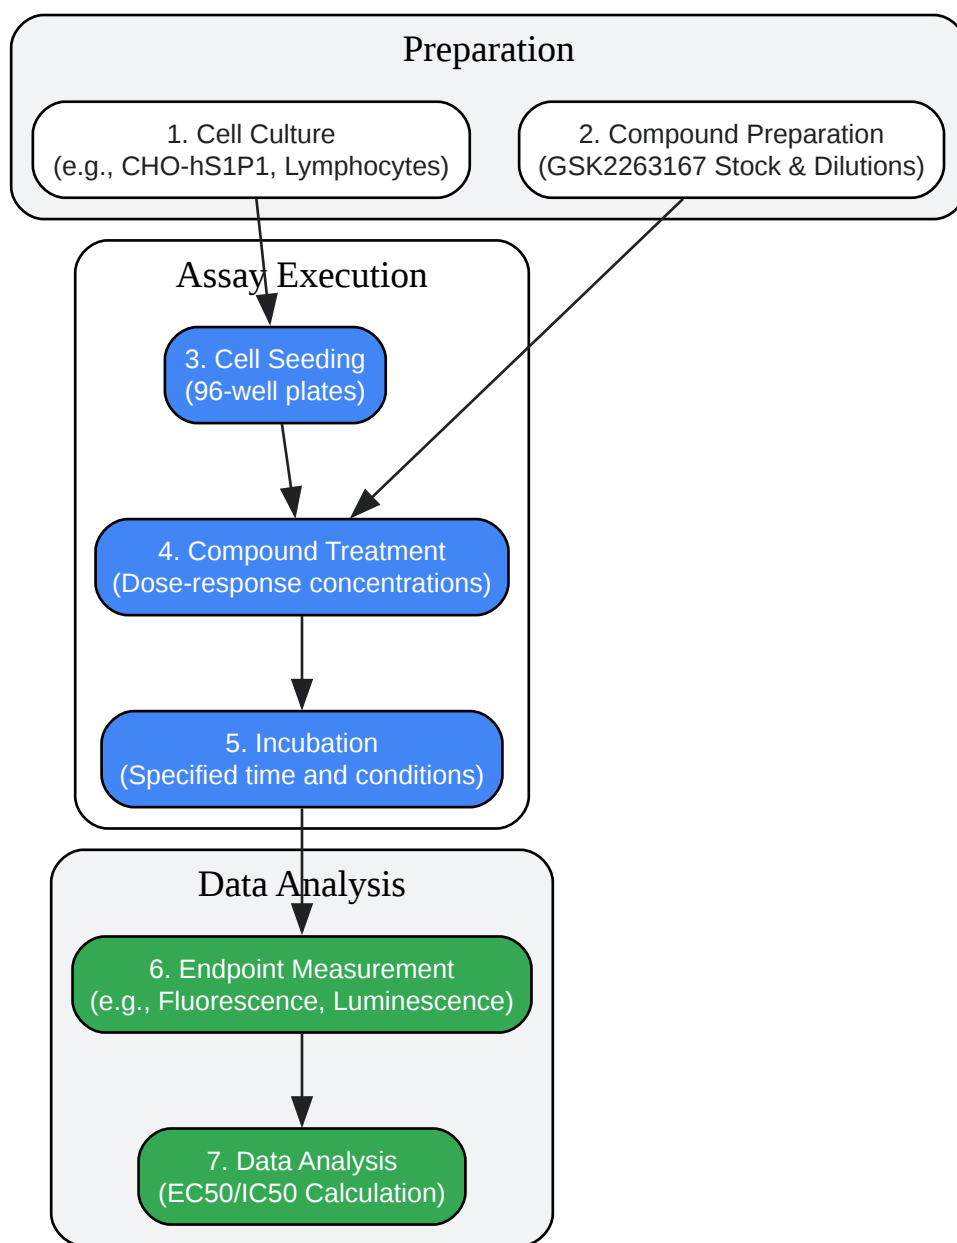 Preparation
1. Cell Culture
(e.g., CHO-hS1P1, Lymphocytes)
2. Compound Preparation
(GSK2263167 Stock & Dilutions)
Assay Execution
3. Cell Seeding
(96-well plates)
4. Compound Treatment
(Dose-response concentrations)
5. Incubation
(Specified time and conditions)
Data Analysis
6. Endpoint Measurement
(e.g., Fluorescence, Luminescence)
7. Data Analysis
(EC50/IC50 Calculation)